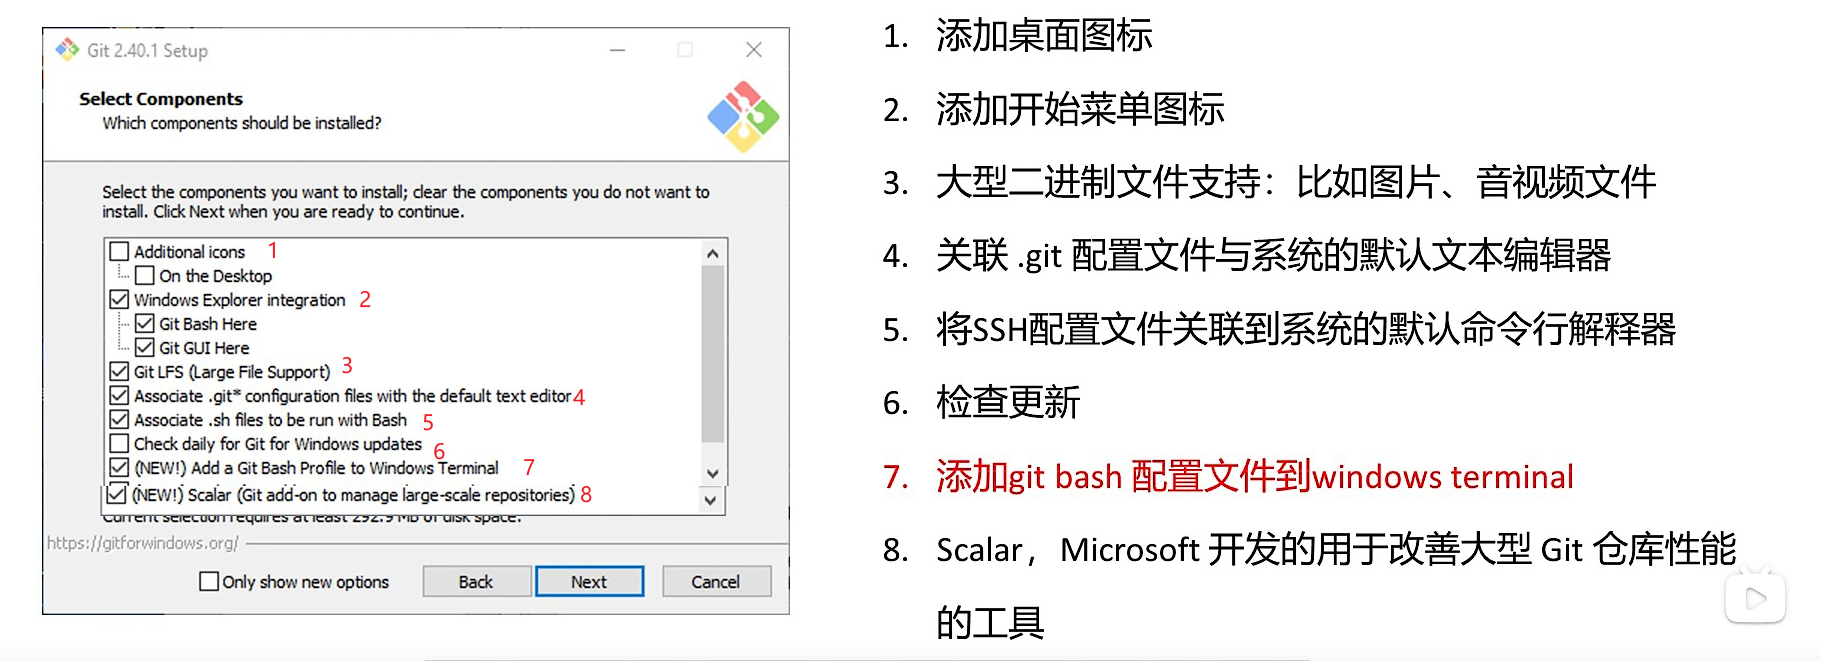 Git 2.40.1 Setup
Select Components
Which components should be installed?
Select the components you want to install; clear the components you do not want to
install. Click Next when you are ready to continue.
Additional icons 1
On the Desktop
Windows Explorer integration 2
Git Bash Here
Git GUI Here
Git LFS (Large File Support) 3
Associate .git* configuration files with the default text editor 4
Associate .sh files to be run with Bash 5
Check daily for Git for Windows updates 6
(NEW!) Add a Git Bash Profile to Windows Terminal 7
(NEW!) Scalar (Git add-on to manage large-scale repositories) 8
Current selection requires at least 292.9 MB of disk space.
https://gitforwindows.org/
Only show new options
Back
Next
Cancel
1. 添加桌面图标
2. 添加开始菜单图标
3. 大型二进制文件支持：比如图片、音视频文件
4. 关联 .git 配置文件与系统的默认文本编辑器
5. 将SSH配置文件关联到系统的默认命令行解释器
6. 检查更新
7. 添加git bash 配置文件到windows terminal
8. Scalar，Microsoft 开发的用于改善大型 Git 仓库性能
的工具